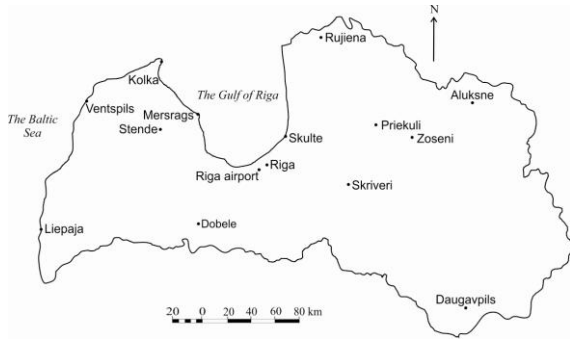 N
Rujiena
Kolka
The Gulf of Riga
Aluksne
Ventspils
Mersrags
The Baltic
Sea
Stende
Priekuli
Skulte
Zoseni
Riga
Riga airport
Skriveri
Liepaja
Dobele
Daugavpils
20 0 20 40 60 80 km